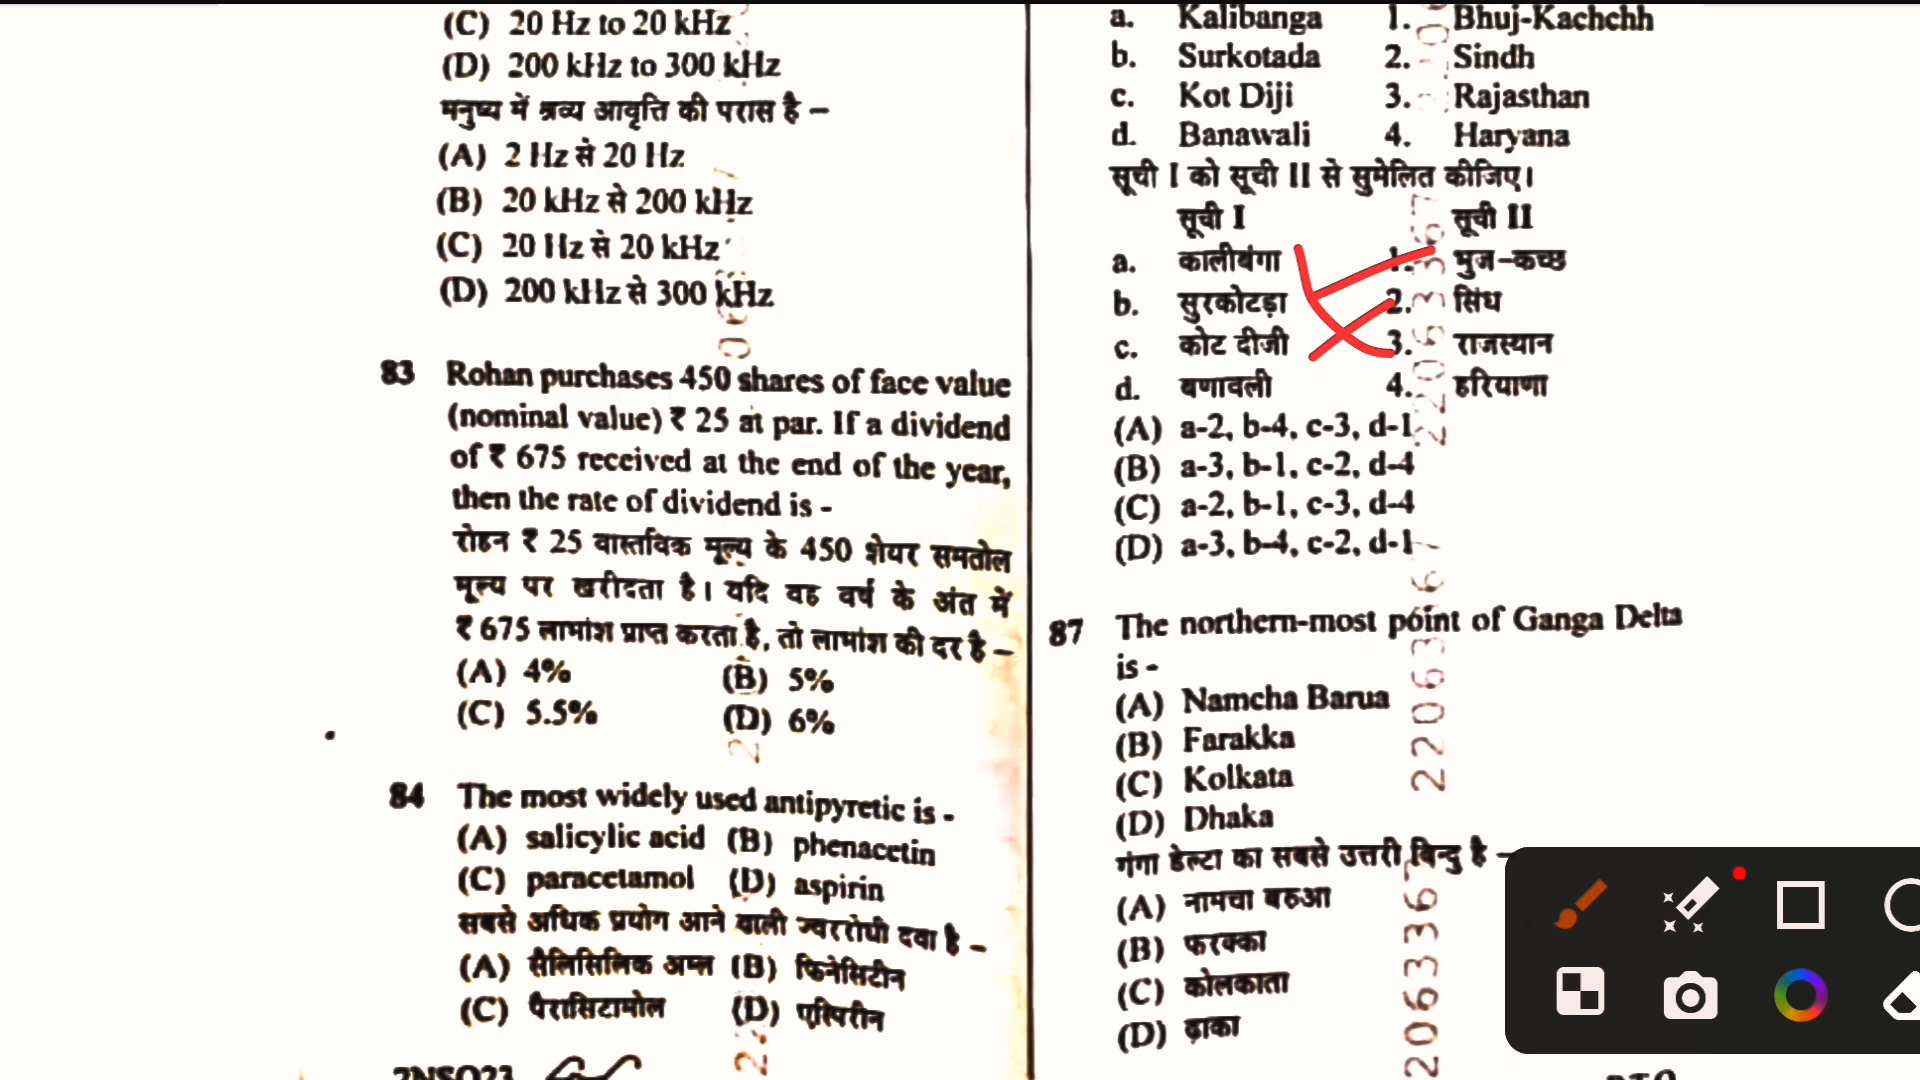 (C) 20 Hz to 20 kHz
(D) 200 kHz to 300 kHz
मनुष्य में श्रव्य आवृत्ति की परास है –
(A) 2 Hz से 20 Hz
(B) 20 kHz से 200 kHz
(C) 20 Hz से 20 kHz
(D) 200 kHz से 300 kHz
83 Rohan purchases 450 shares of face value
(nominal value) ₹ 25 at par. If a dividend
of ₹ 675 received at the end of the year,
then the rate of dividend is -
रोहन ₹ 25 वास्तविक मूल्य के 450 शेयर समतोल
मूल्य पर खरीदता है। यदि वह वर्ष के अंत में
₹ 675 लाभांश प्राप्त करता है, तो लाभांश की दर है –
(A) 4% (B) 5%
(C) 5.5% (D) 6%
84 The most widely used antipyretic is -
(A) salicylic acid (B) phenacetin
(C) paracetamol (D) aspirin
सबसे अधिक प्रयोग आने वाली ज्वररोधी दवा है –
(A) सैलिसिलिक अम्ल (B) फिनेसिटीन
(C) पैरासिटामोल (D) एस्पिरीन
2NSO23
a. Kalibanga 1. Bhuj-Kachchh
b. Surkotada 2. Sindh
c. Kot Diji 3. Rajasthan
d. Banawali 4. Haryana
सूची I को सूची II से सुमेलित कीजिए।
सूची I सूची II
a. कालीबंगा 1. भुज-कच्छ
b. सुरकोटड़ा 2. सिंध
c. कोट दीजी 3. राजस्थान
d. बणावली 4. हरियाणा
(A) a-2, b-4, c-3, d-1
(B) a-3, b-1, c-2, d-4
(C) a-2, b-1, c-3, d-4
(D) a-3, b-4, c-2, d-1
87 The northern-most point of Ganga Delta
is -
(A) Namcha Barua
(B) Farakka
(C) Kolkata
(D) Dhaka
गंगा डेल्टा का सबसे उत्तरी बिन्दु है –
(A) नामचा बरुआ
(B) फरक्का
(C) कोलकाता
(D) ढ़ाका